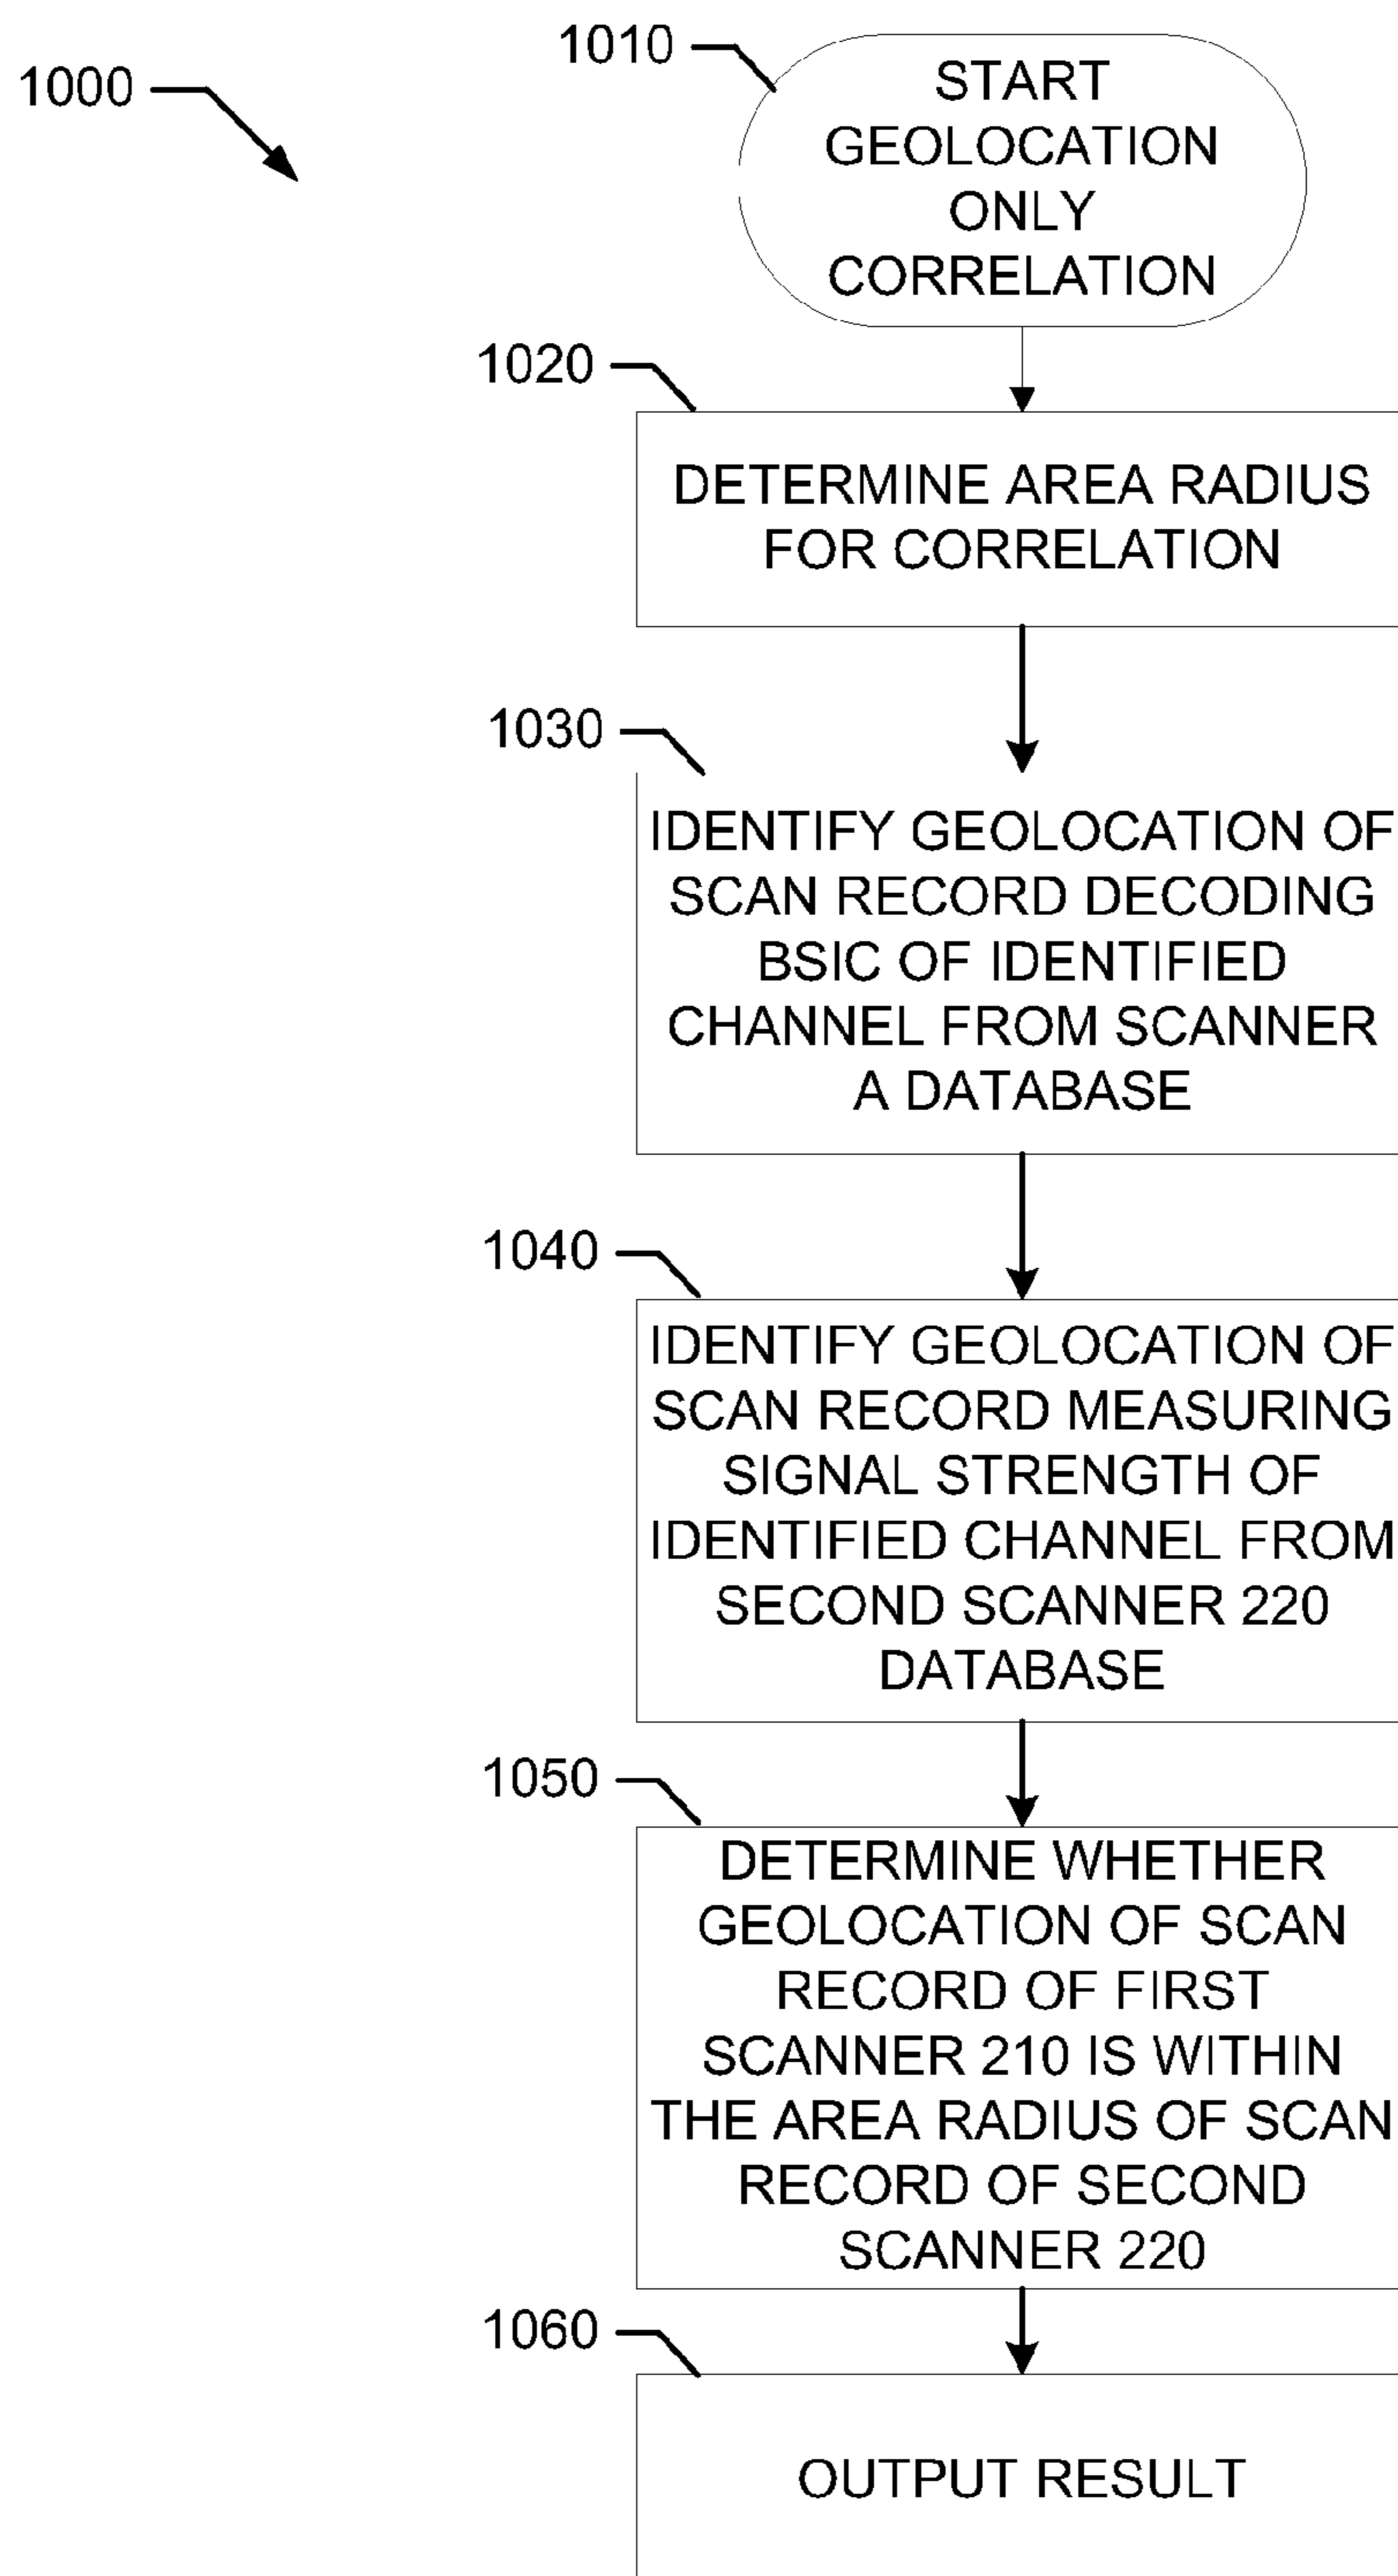 1000
1010
START
GEOLOCATION
ONLY
CORRELATION
1020
DETERMINE AREA RADIUS
FOR CORRELATION
1030
IDENTIFY GEOLOCATION OF
SCAN RECORD DECODING
BSIC OF IDENTIFIED
CHANNEL FROM SCANNER
A DATABASE
1040
IDENTIFY GEOLOCATION OF
SCAN RECORD MEASURING
SIGNAL STRENGTH OF
IDENTIFIED CHANNEL FROM
SECOND SCANNER 220
DATABASE
1050
DETERMINE WHETHER
GEOLOCATION OF SCAN
RECORD OF FIRST
SCANNER 210 IS WITHIN
THE AREA RADIUS OF SCAN
RECORD OF SECOND
SCANNER 220
1060
OUTPUT RESULT